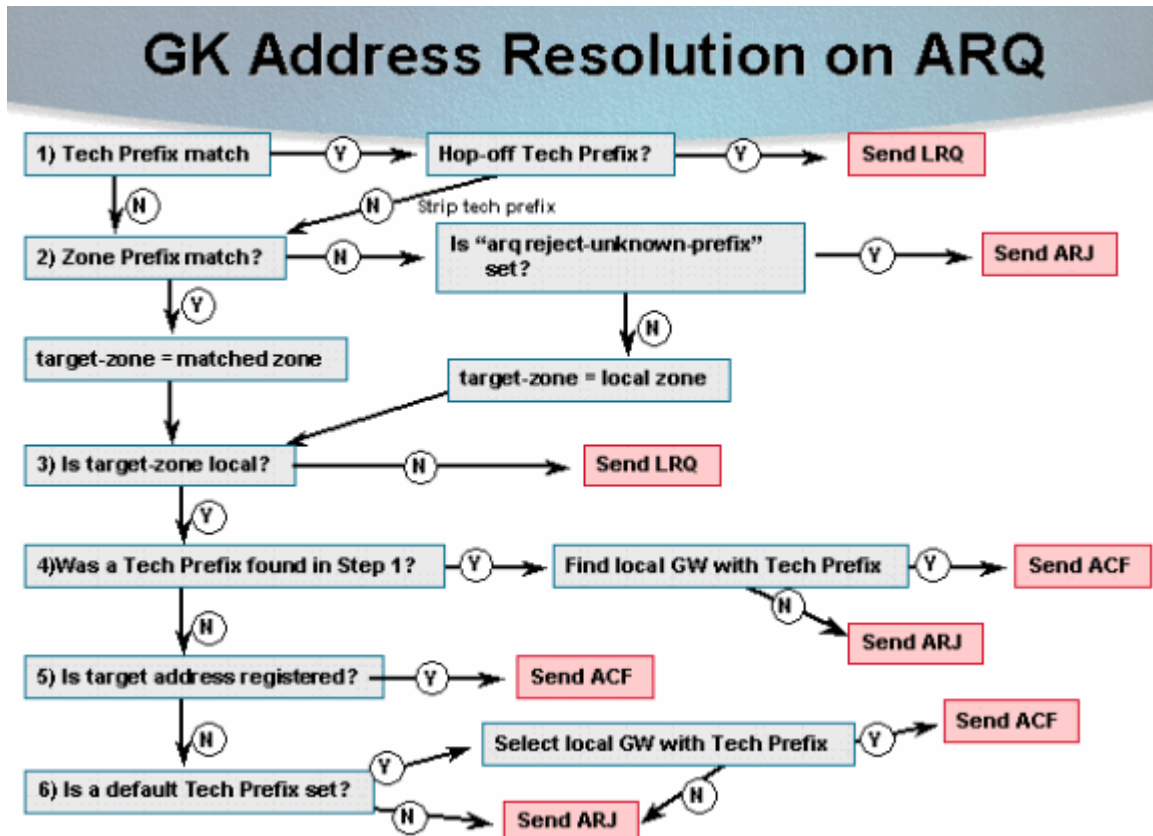 GK Address Resolution on ARQ
1) Tech Prefix match
Y
Hop-off Tech Prefix?
Y
Send LRQ
N
N
Strip tech prefix
2) Zone Prefix match?
N
Is “arq reject-unknown-prefix”
set?
Y
Send ARJ
Y
N
target-zone = matched zone
target-zone = local zone
3) Is target-zone local?
N
Send LRQ
Y
4)Was a Tech Prefix found in Step 1?
Y
Find local GW with Tech Prefix
Y
Send ACF
N
N
Send ARJ
5) Is target address registered?
Y
Send ACF
N
6) Is a default Tech Prefix set?
Y
Select local GW with Tech Prefix
Y
Send ACF
N
N
Send ARJ